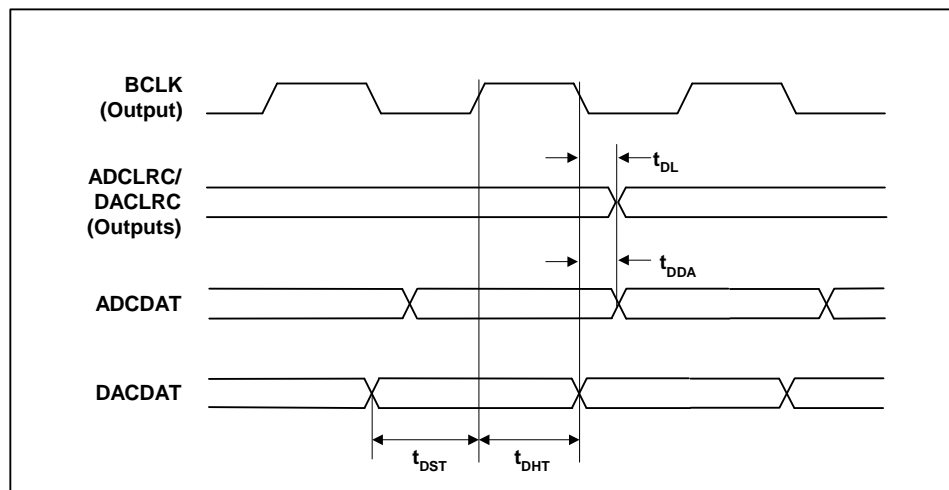 BCLK
(Output)
ADCLRC/
DACLRC
(Outputs)
tDL
tDDA
ADCDAT
DACDAT
tDST
tDHT